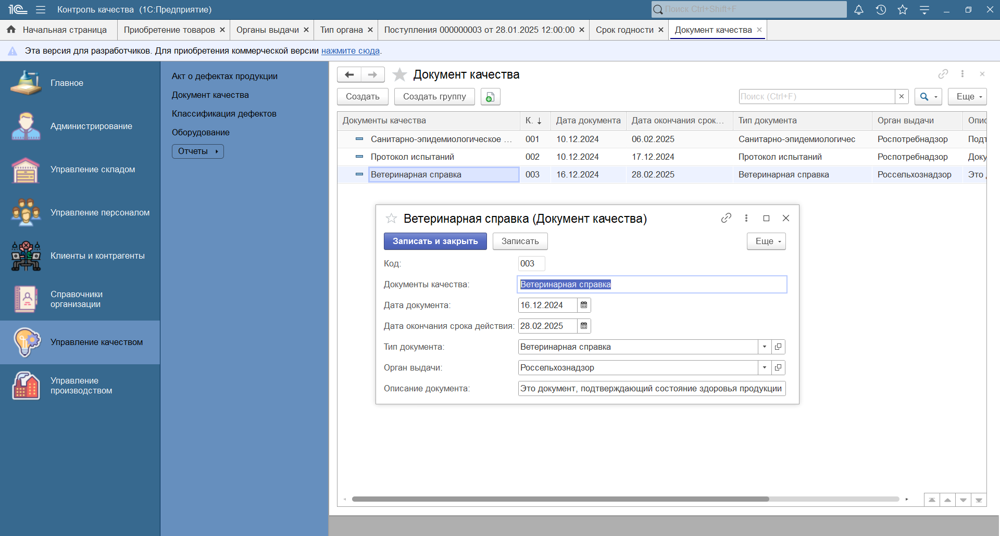 1С Контроль качества (1С:Предприятие) Поиск Ctrl+Shift+F
Начальная страница Приобретение товаров Органы выдачи Тип органа Поступления 000000003 от 28.01.2025 12:00:00 Срок годности Документ качества
Эта версия для разработчиков. Для приобретения коммерческой версии нажмите сюда.
Главное
Администрирование
Управление складом
Управление персоналом
Клиенты и контрагенты
Справочники
организации
Управление качеством
Управление
производством
Акт о дефектах продукции
Документ качества
Классификация дефектов
Оборудование
Отчеты
Документ качества
Создать Создать группу Поиск (Ctrl+F) Еще
Документы качества К. Дата документа Дата окончания срок... Тип документа Орган выдачи Опис
Санитарно-эпидемиологическое ... 001 10.12.2024 06.02.2025 Санитарно-эпидемиологичес Роспотребнадзор Подт
Протокол испытаний 002 10.12.2024 17.12.2024 Протокол испытаний Роспотребнадзор Доку
Ветеринарная справка 003 16.12.2024 28.02.2025 Ветеринарная справка Россельхознадзор Это
Ветеринарная справка (Документ качества)
Записать и закрыть Записать Еще
Код: 003
Документы качества: Ветеринарная справка
Дата документа: 16.12.2024
Дата окончания срока действия: 28.02.2025
Тип документа: Ветеринарная справка
Орган выдачи: Россельхознадзор
Описание документа: Это документ, подтверждающий состояние здоровья продукции